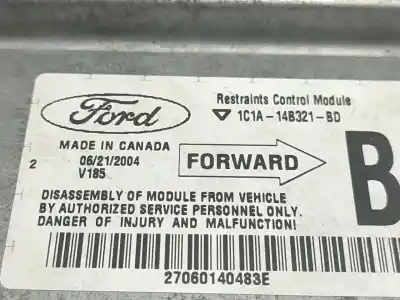 Ford
Restraints Control Module
1C1A-14B321-BD
MADE IN CANADA
06/21/2004
V185
2
FORWARD
B
DISASSEMBLY OF MODULE FROM VEHICLE
BY AUTHORIZED SERVICE PERSONNEL ONLY.
DANGER OF INJURY AND MALFUNCTION!
27060140483E